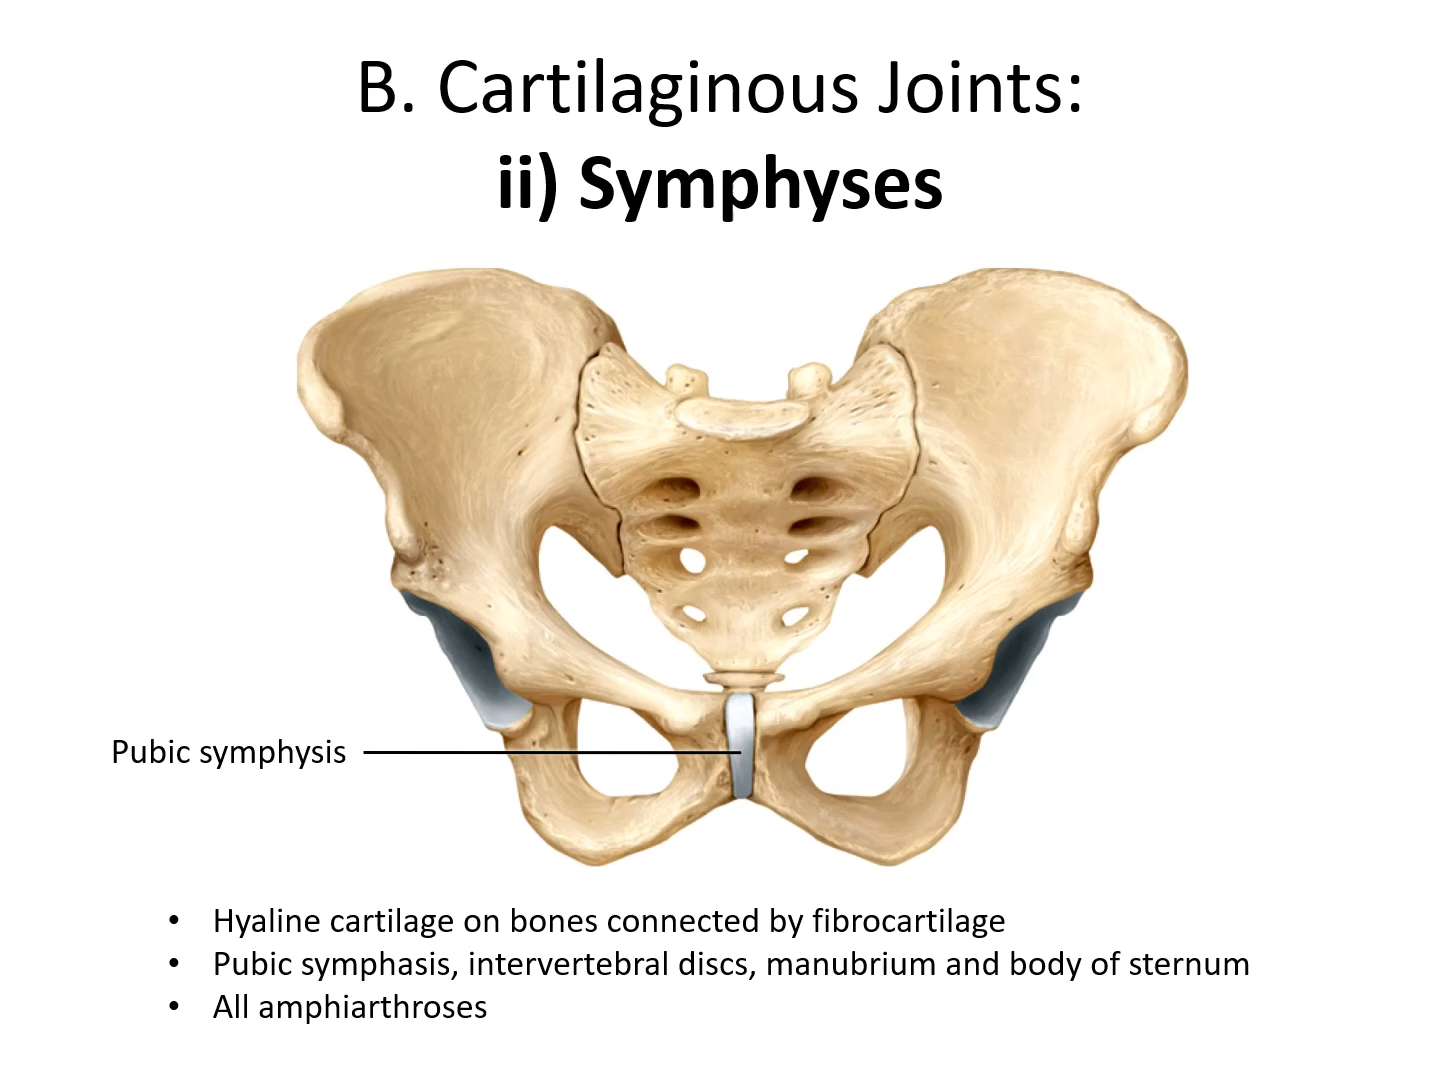 B. Cartilaginous Joints:
ii) Symphyses
Pubic symphysis
• Hyaline cartilage on bones connected by fibrocartilage
• Pubic symphasis, intervertebral discs, manubrium and body of sternum
• All amphiarthroses